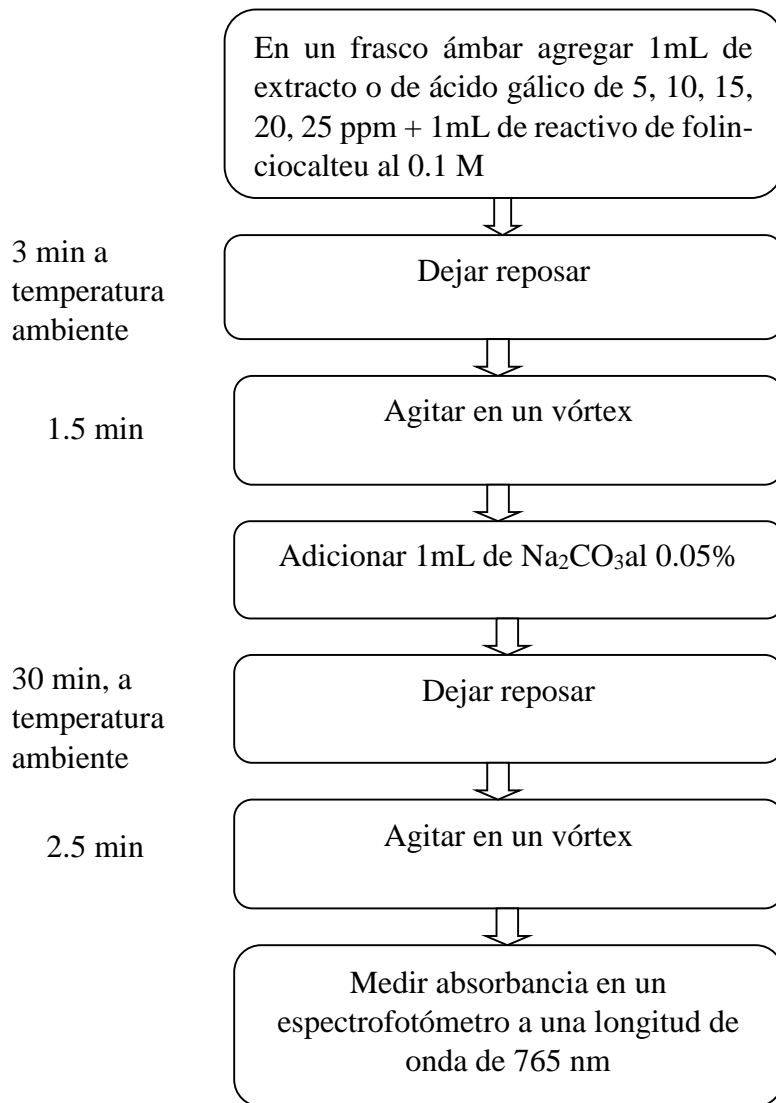 En un frasco ámbar agregar 1mL de
extracto o de ácido gálico de 5, 10, 15,
20, 25 ppm + 1mL de reactivo de folin-
ciocalteu al 0.1 M
3 min a
temperatura
ambiente
Dejar reposar
1.5 min
Agitar en un vórtex
Adicionar 1mL de Na₂CO₃al 0.05%
30 min, a
temperatura
ambiente
Dejar reposar
2.5 min
Agitar en un vórtex
Medir absorbancia en un
espectrofotómetro a una longitud de
onda de 765 nm